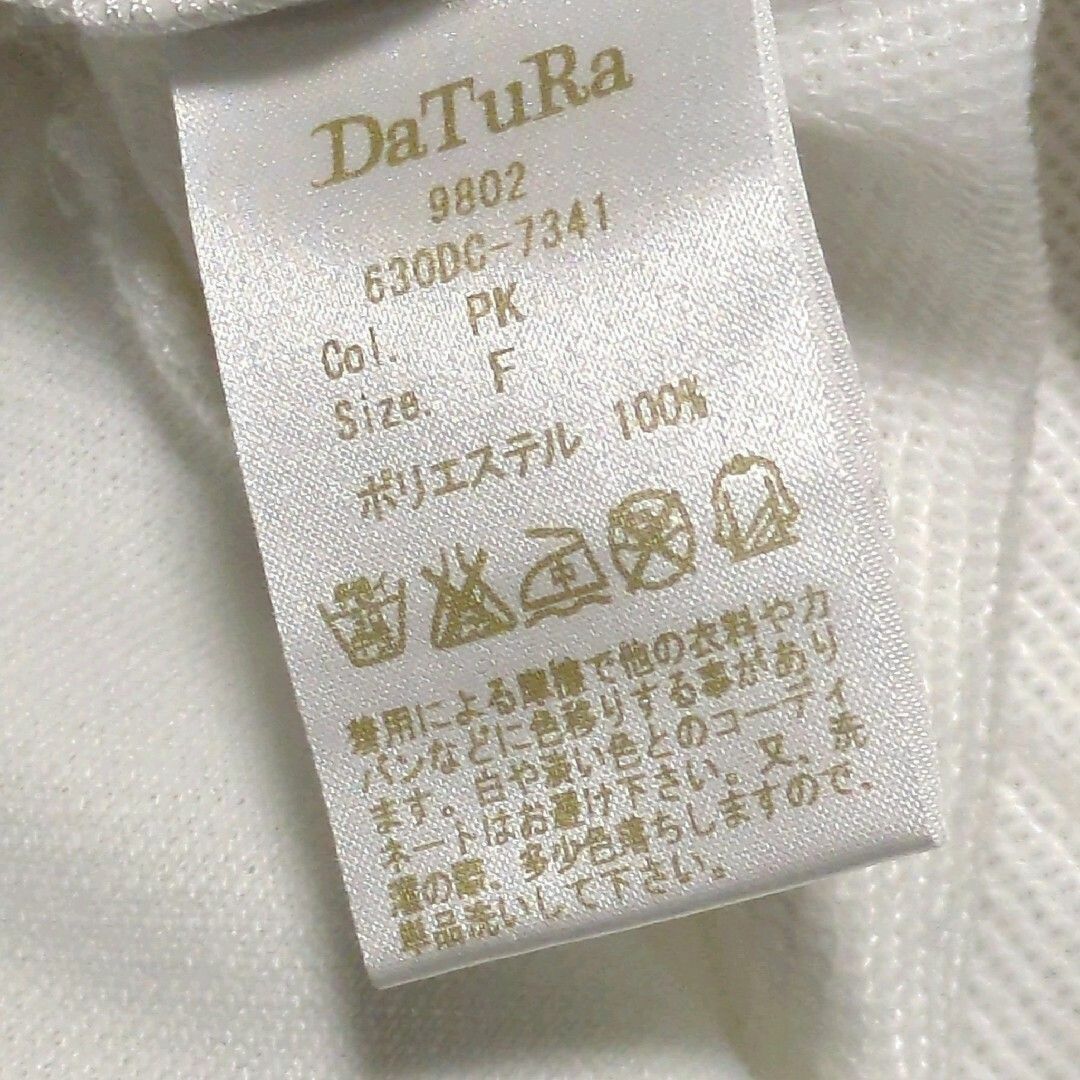 DaTuRa
9802
630DC-7341
Col. PK
Size. F
ポリエステル 100%
着用による摩擦で他の衣料やカ
バンなどに色移りする事があり
ます。白や淡い色とのコーディ
ネートはお避け下さい。又、洗
濯の際、多少色落ちしますので、
単品洗いして下さい。